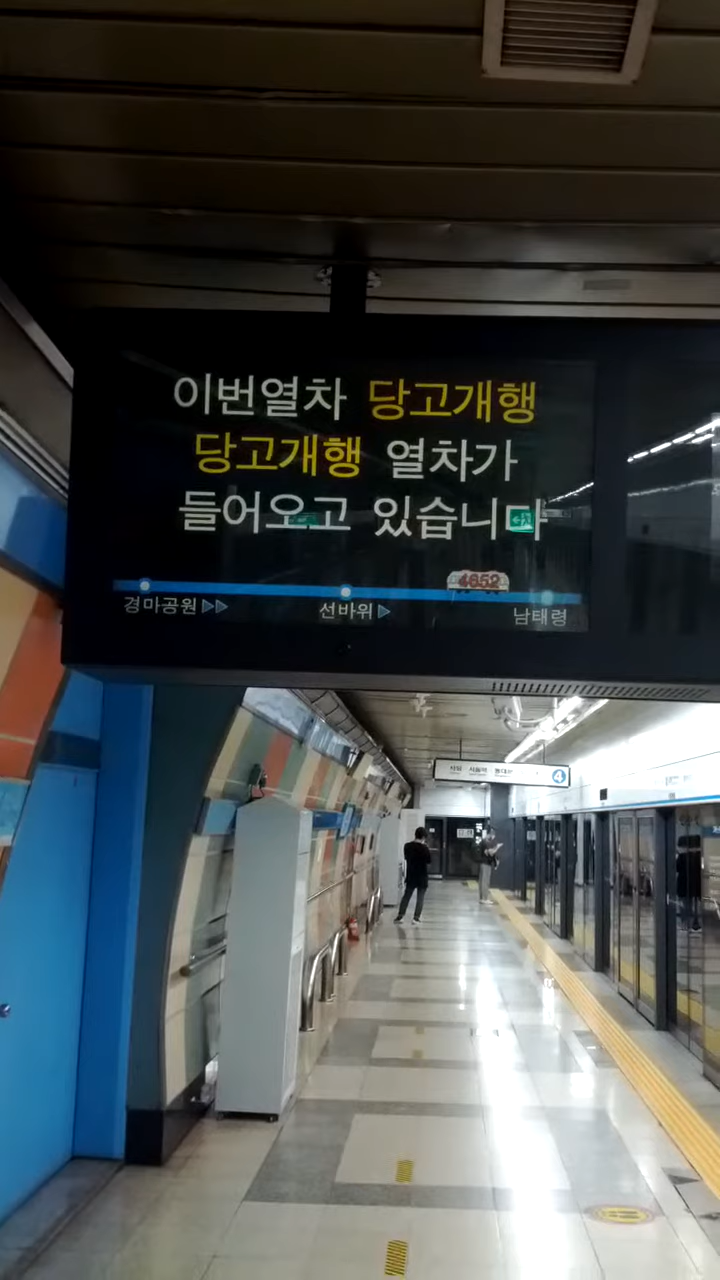 이번열차 당고개행
당고개행 열차가
들어오고 있습니다
4652
경마공원▷▷ 선바위▷ 남태령
4